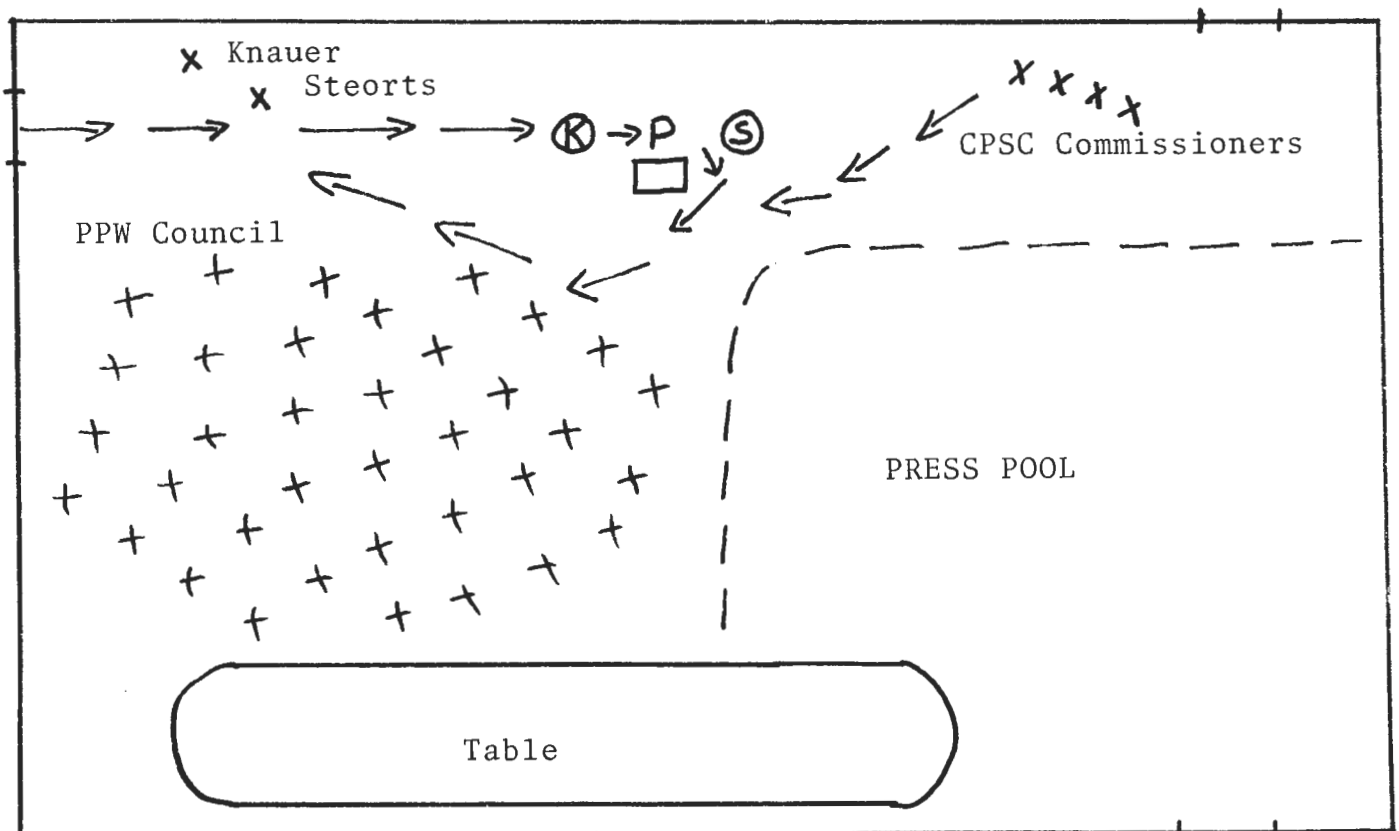 x Knauer
x Steorts
K P S
x x x x
CPSC Commissioners
PPW Council
PRESS POOL
Table